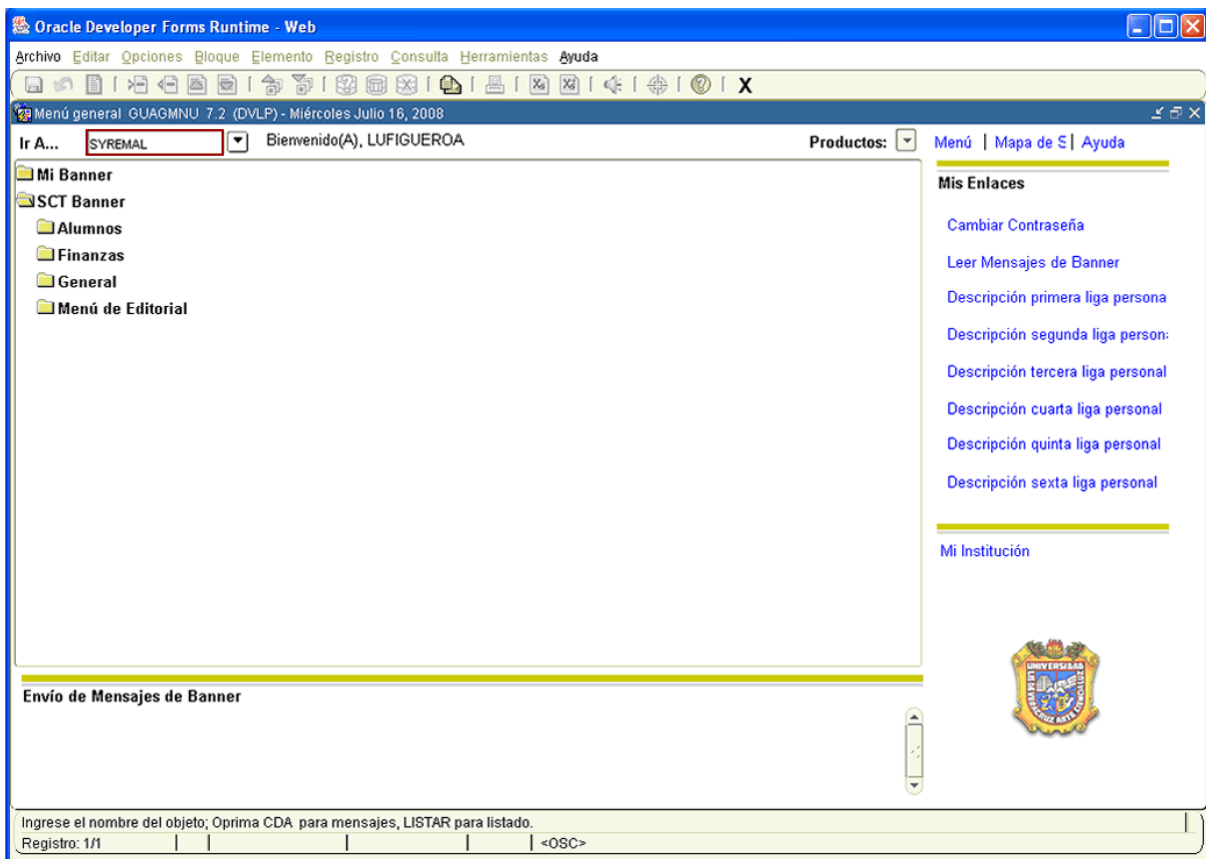 Oracle Developer Forms Runtime - Web
Archivo Editar Opciones Bloque Elemento Registro Consulta Herramientas Ayuda
X
Menú general GUAGMNU 7.2 (DVLP) - Miércoles Julio 16, 2008
Ir A... SYREMAL Bienvenido(A), LUFIGUEROA Productos: Menú | Mapa de S| Ayuda
Mi Banner
SCT Banner
Alumnos
Finanzas
General
Menú de Editorial
Mis Enlaces
Cambiar Contraseña
Leer Mensajes de Banner
Descripción primera liga persona
Descripción segunda liga person
Descripción tercera liga personal
Descripción cuarta liga personal
Descripción quinta liga personal
Descripción sexta liga personal
Mi Institución
UNIVERSIDAD
Envío de Mensajes de Banner
Ingrese el nombre del objeto; Oprima CDA para mensajes, LISTAR para listado.
Registro: 1/1 | | | | <OSC>